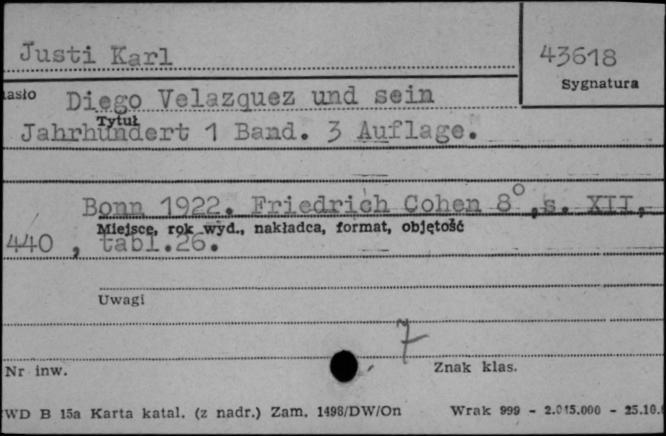 Justi Karl
43618
Sygnatura
asło Diego Velazquez und sein
Tytuł
Jahrhundert 1 Band. 3 Auflage.
Bonn 1922. Friedrich Cohen 8°, s. XII,
Miejsce, rok wyd., nakładca, format, objętość
440 , tabl.26.
Uwagi
7
Nr inw.
Znak klas.
WD B 15a Karta katal. (z nadr.) Zam. 1498/DW/On Wrak 999 - 2.015.000 - 25.10.